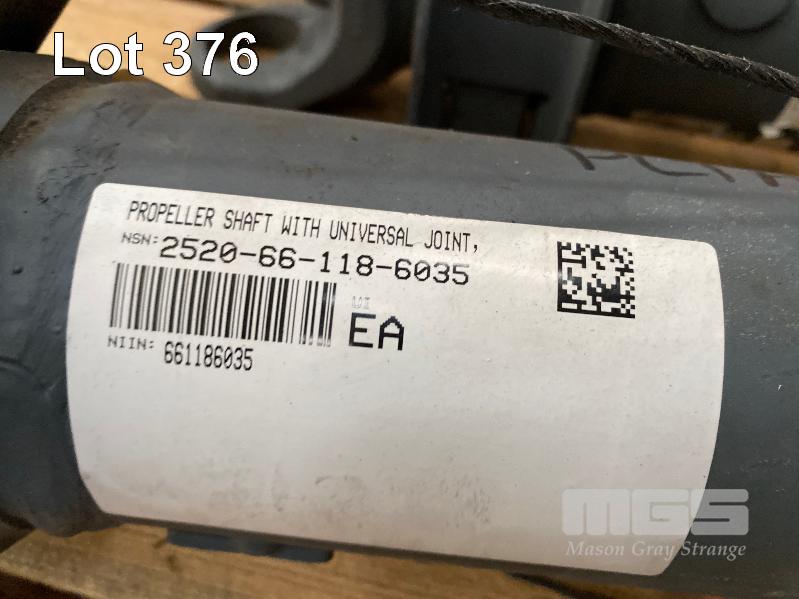 Lot 376
PROPELLER SHAFT WITH UNIVERSAL JOINT,
NSN: 2520-66-118-6035
UI
EA
NIIN: 661186035
MGS
Mason Gray Strange